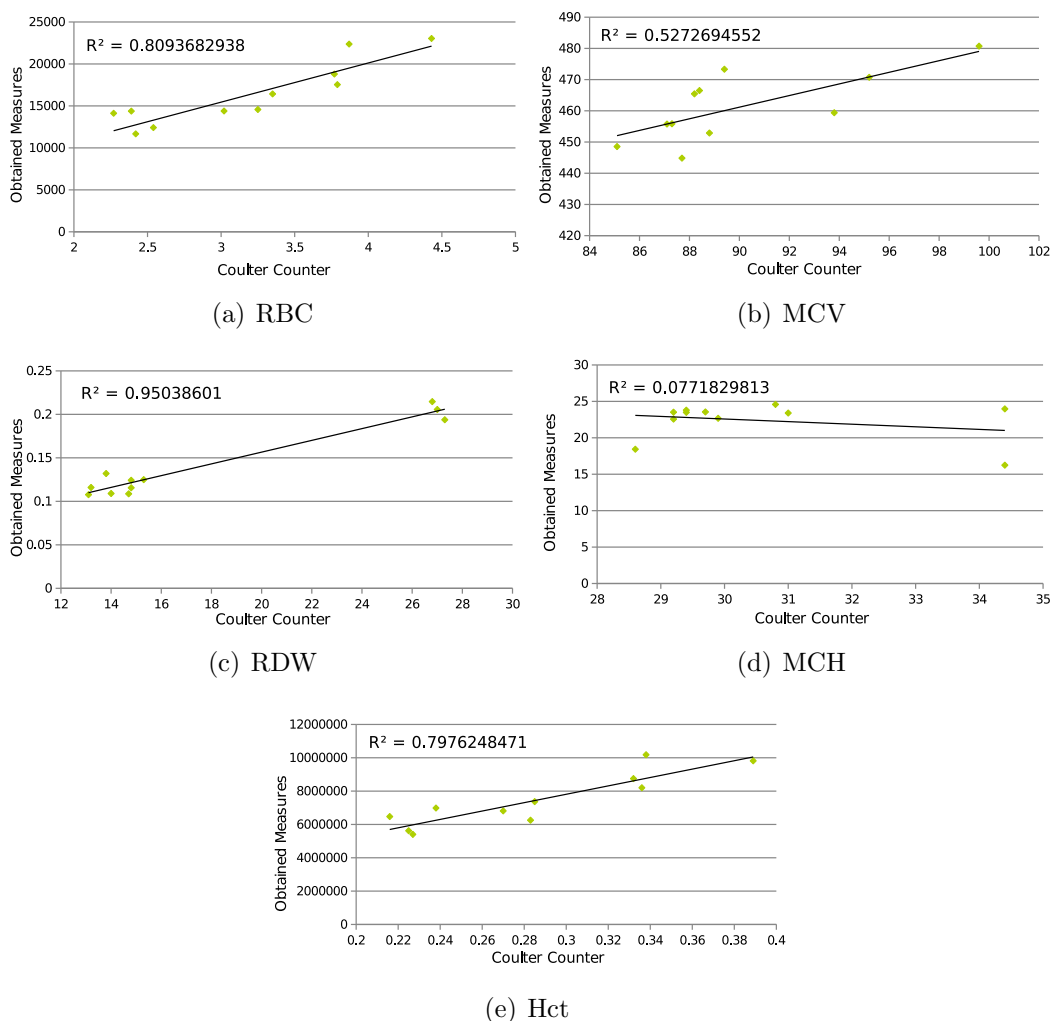 R² = 0.8093682938
Obtained Measures
25000
20000
15000
10000
5000
0
2 2.5 3 3.5 4 4.5 5
Coulter Counter
(a) RBC
R² = 0.5272694552
Obtained Measures
490
480
470
460
450
440
430
420
84 86 88 90 92 94 96 98 100 102
Coulter Counter
(b) MCV
R² = 0.95038601
Obtained Measures
0.25
0.2
0.15
0.1
0.05
0
12 14 16 18 20 22 24 26 28 30
Coulter Counter
(c) RDW
R² = 0.0771829813
Obtained Measures
30
25
20
15
10
5
0
28 29 30 31 32 33 34 35
Coulter Counter
(d) MCH
R² = 0.7976248471
Obtained Measures
12000000
10000000
8000000
6000000
4000000
2000000
0
0.2 0.22 0.24 0.26 0.28 0.3 0.32 0.34 0.36 0.38 0.4
Coulter Counter
(e) Hct